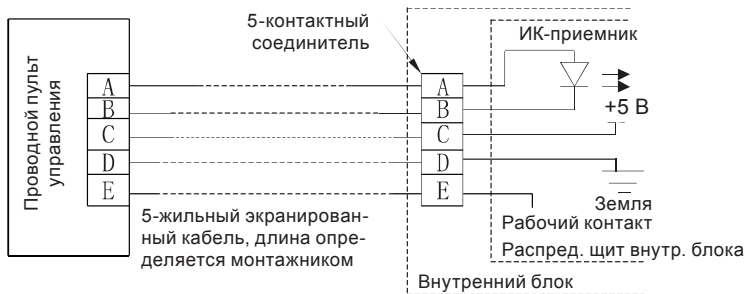 5-контактный
соединитель
ИК-приемник
+5 В
Проводной пульт
управления
A
B
C
D
E
A
B
C
D
E
Земля
Рабочий контакт
Распред. щит внутр. блока
5-жильный экранирован-
ный кабель, длина опре-
деляется монтажником
Внутренний блок